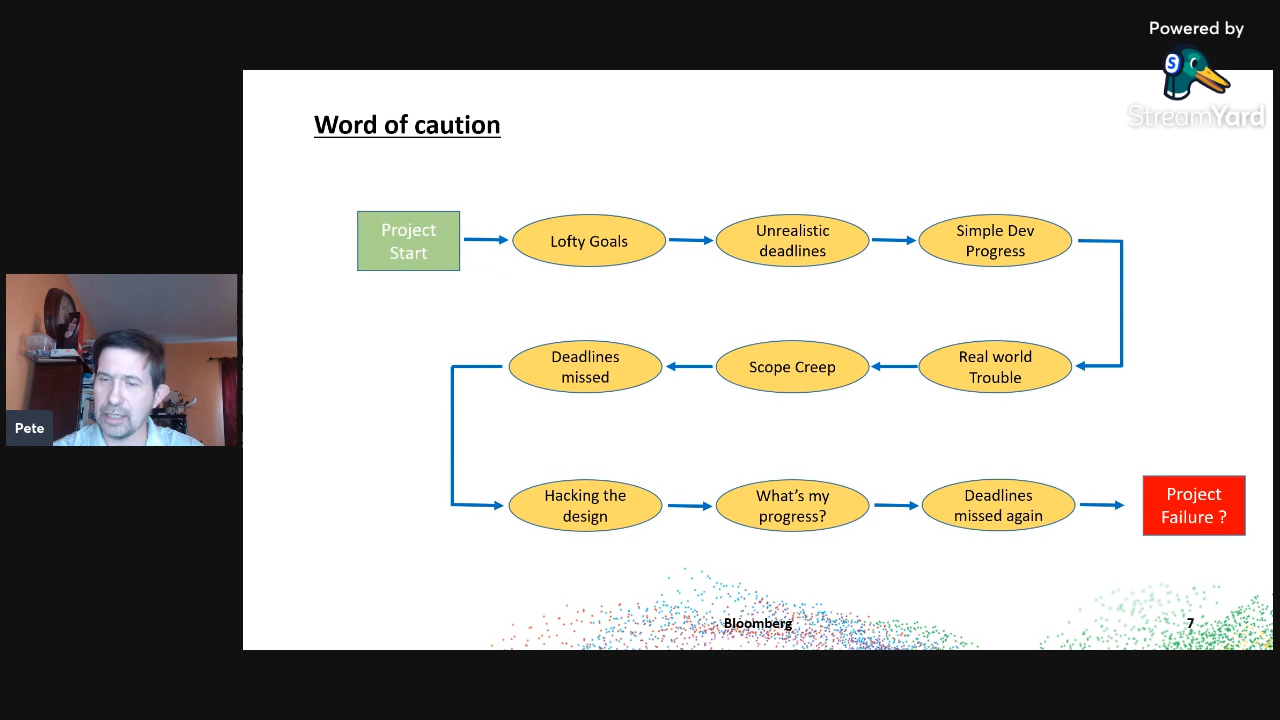 Powered by
S
StreamYard
Word of caution
Project
Start
Lofty Goals
Unrealistic
deadlines
Simple Dev
Progress
Real world
Trouble
Scope Creep
Deadlines
missed
Hacking the
design
What's my
progress?
Deadlines
missed again
Project
Failure ?
Pete
Bloomberg
7